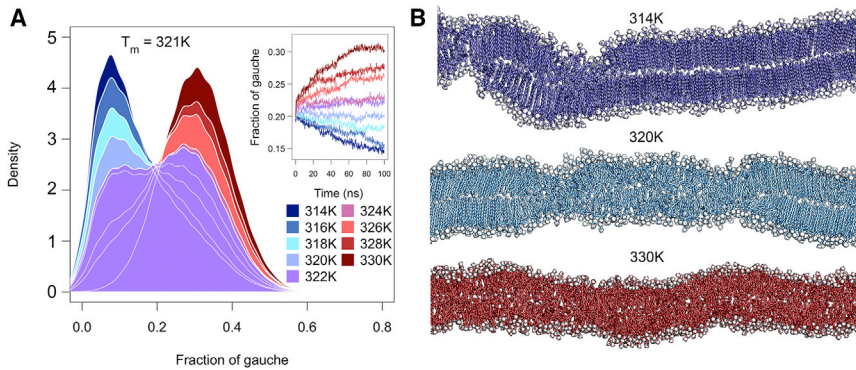 A
T_m = 321K
5
4
3
2
1
0
Density
0.0 0.2 0.4 0.6 0.8
Fraction of gauche
Fraction of gauche
0.30
0.25
0.20
0.15
0 20 40 60 80 100
Time (ns)
314K 324K
316K 326K
318K 328K
320K 330K
322K
B
314K
320K
330K